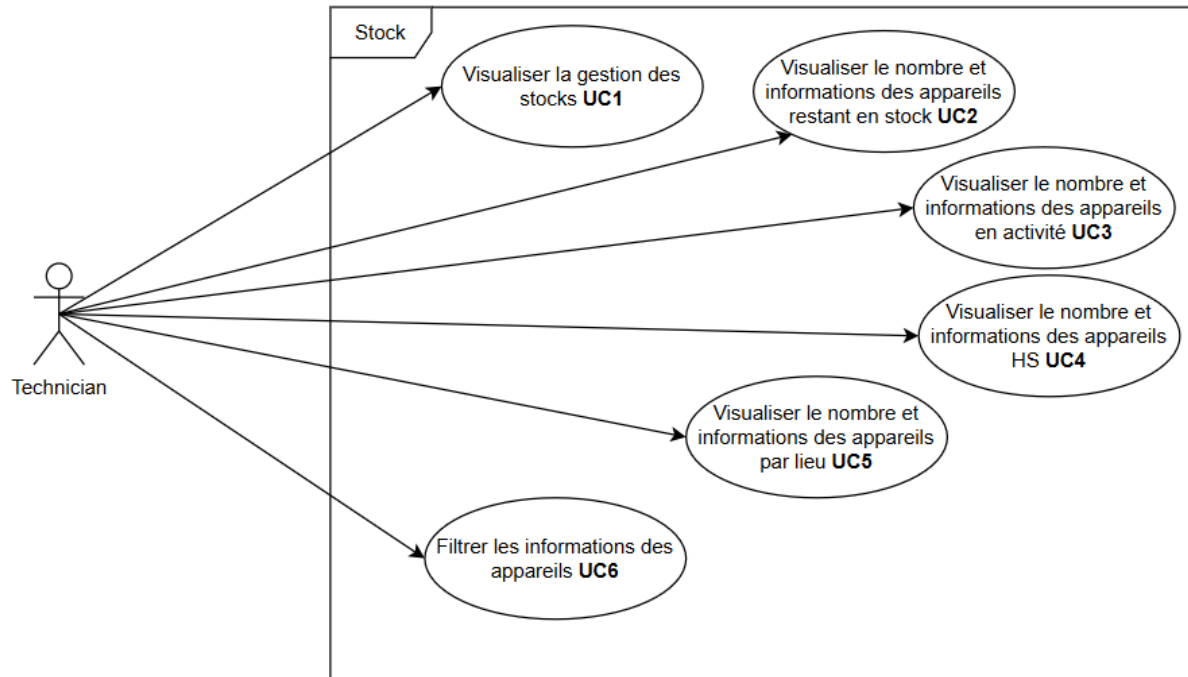 Stock
Visualiser la gestion des
stocks UC1
Visualiser le nombre et
informations des appareils
restant en stock UC2
Visualiser le nombre et
informations des appareils
en activité UC3
Visualiser le nombre et
informations des appareils
HS UC4
Technician
Visualiser le nombre et
informations des appareils
par lieu UC5
Filtrer les informations des
appareils UC6